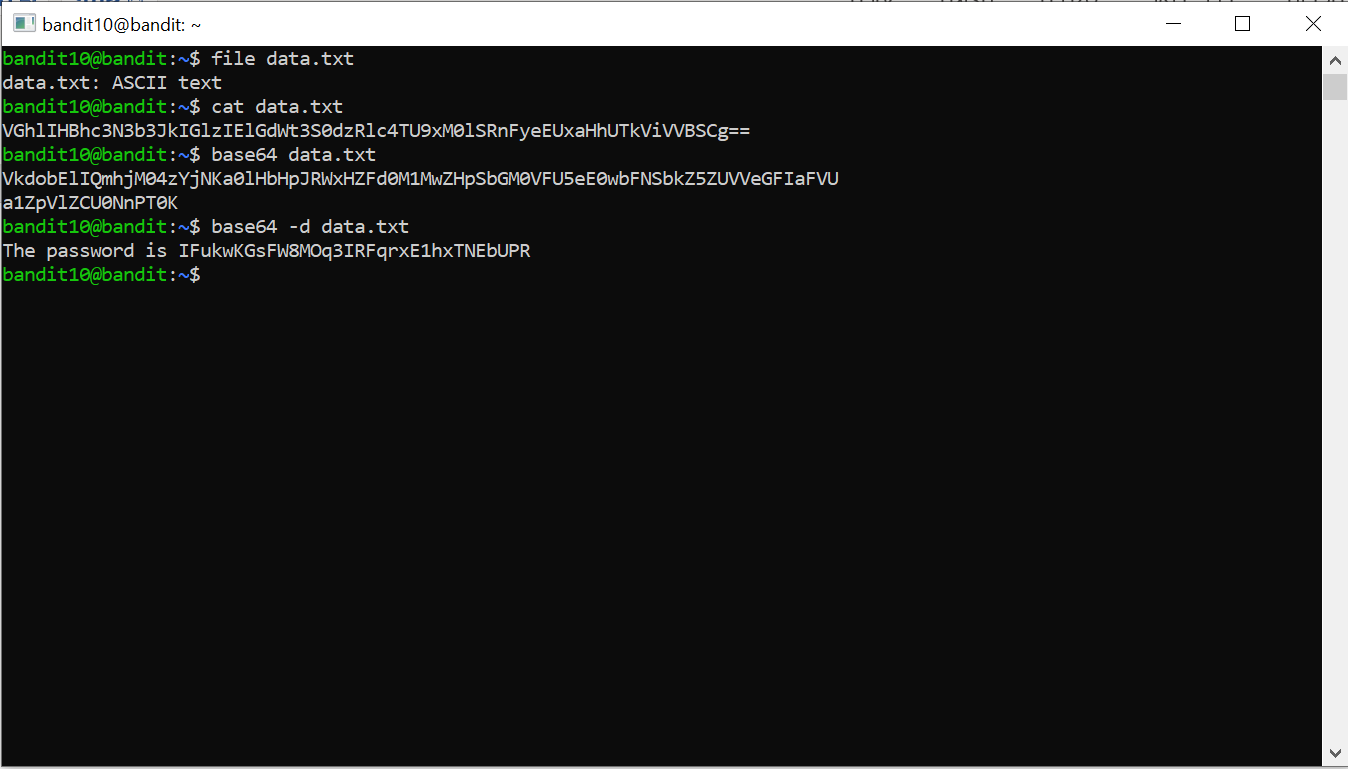 bandit10@bandit: ~
bandit10@bandit:~$ file data.txt
data.txt: ASCII text
bandit10@bandit:~$ cat data.txt
VGhlIHBhc3N3b3JkIGlzIElGdWt3S0dzRlc4TU9xM0lSRnFyeEUxaHhUTkViVVBSCg==
bandit10@bandit:~$ base64 data.txt
VkdobElIQmhjM04zYjNKa0lHbHpJRWxHZFd0M1MwZHpSbGM0VFU5eE0wbFNSbkZ5ZUVVeGFIaFVU
a1ZpVlZCU0NnPT0K
bandit10@bandit:~$ base64 -d data.txt
The password is IFukwKGsFW8MOq3IRFqrxE1hxTNEbUPR
bandit10@bandit:~$